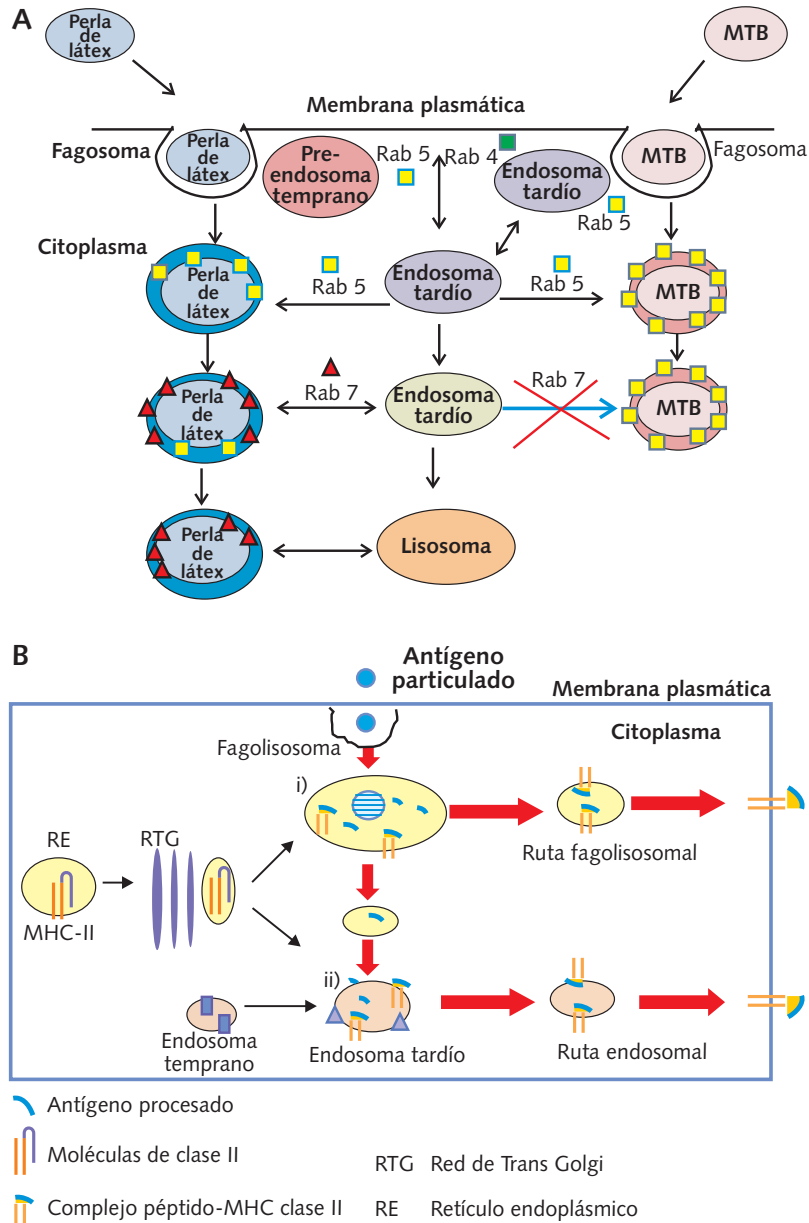 A
Perla
de
látex
MTB
Membrana plasmática
Fagosoma
Perla
de
látex
Pre-
endosoma
temprano
Rab 5
Rab 4
Endosoma
tardío
Rab 5
MTB
Fagosoma
Citoplasma
Perla
de
látex
Rab 5
Endosoma
tardío
Rab 5
MTB
Perla
de
látex
Rab 7
Endosoma
tardío
Rab 7
MTB
Perla
de
látex
Lisosoma
B
Antígeno
particulado
Membrana plasmática
Citoplasma
Fagolisosoma
i)
RE
RTG
MHC-II
Ruta fagolisosomal
ii)
Endosoma
temprano
Endosoma tardío
Ruta endosomal
Antígeno procesado
Moléculas de clase II
RTG Red de Trans Golgi
Complejo péptido-MHC clase II
RE Retículo endoplásmico